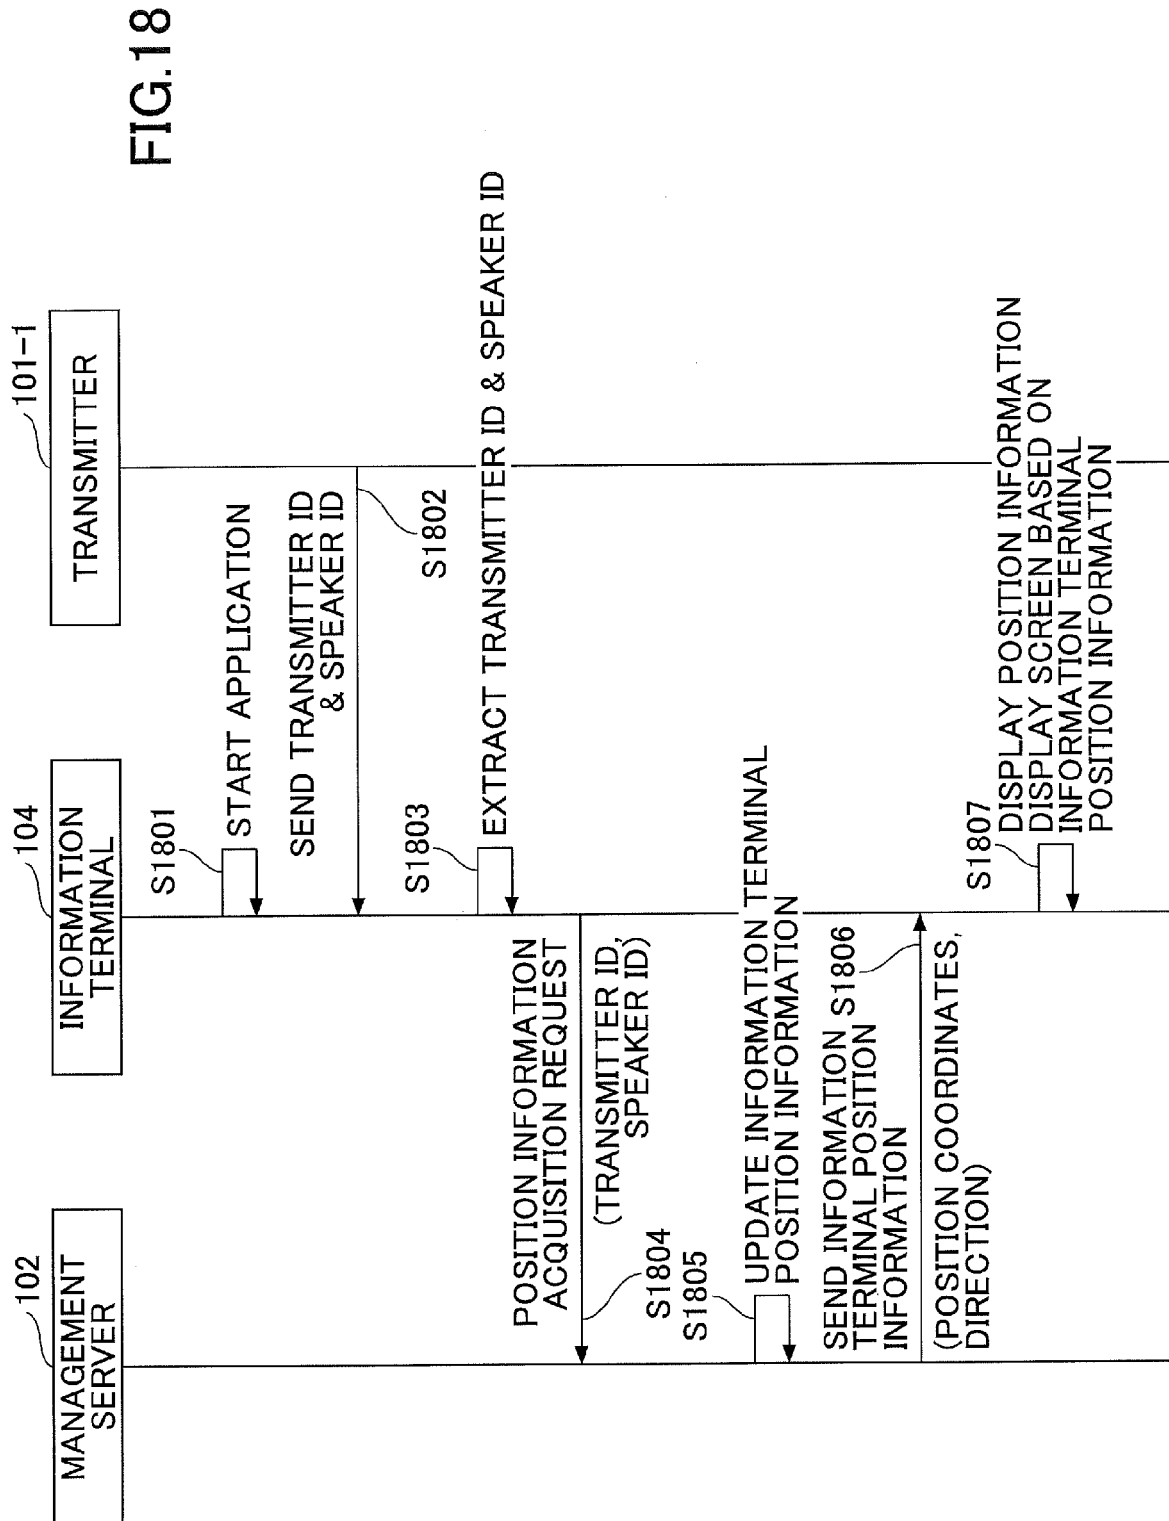 FIG.18
102
MANAGEMENT
SERVER
104
INFORMATION
TERMINAL
101-1
TRANSMITTER
S1801
START APPLICATION
SEND TRANSMITTER ID
& SPEAKER ID
S1802
S1803
EXTRACT TRANSMITTER ID & SPEAKER ID
POSITION INFORMATION
ACQUISITION REQUEST
(TRANSMITTER ID,
SPEAKER ID)
S1804
S1805
UPDATE INFORMATION TERMINAL
POSITION INFORMATION
SEND INFORMATION
TERMINAL POSITION
INFORMATION
S1806
(POSITION COORDINATES,
DIRECTION)
S1807
DISPLAY POSITION INFORMATION
DISPLAY SCREEN BASED ON
INFORMATION TERMINAL
POSITION INFORMATION